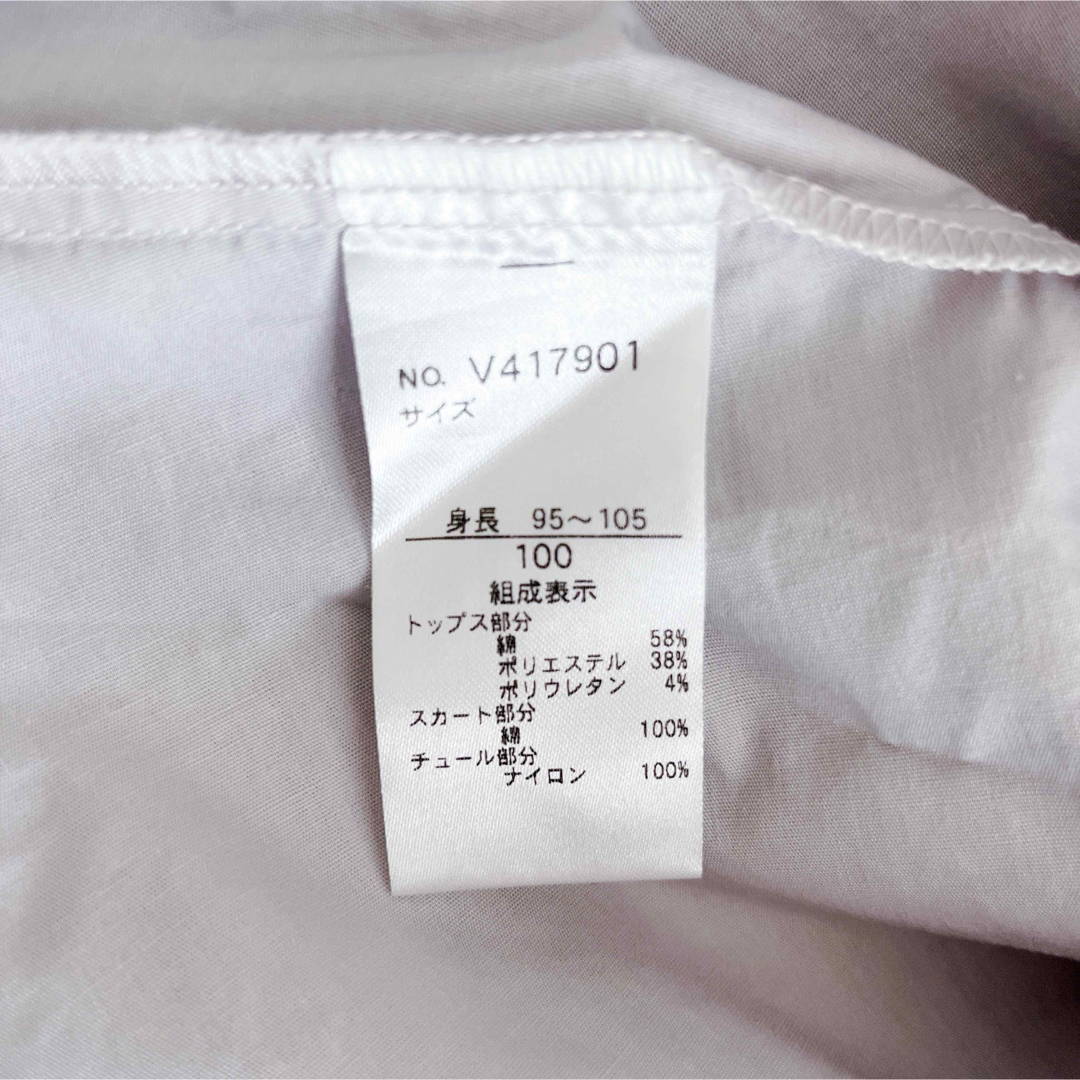 NO. V417901
サイズ
身長 95～105
100
組成表示
トップス部分
綿 58%
ポリエステル 38%
ポリウレタン 4%
スカート部分
綿 100%
チュール部分
ナイロン 100%